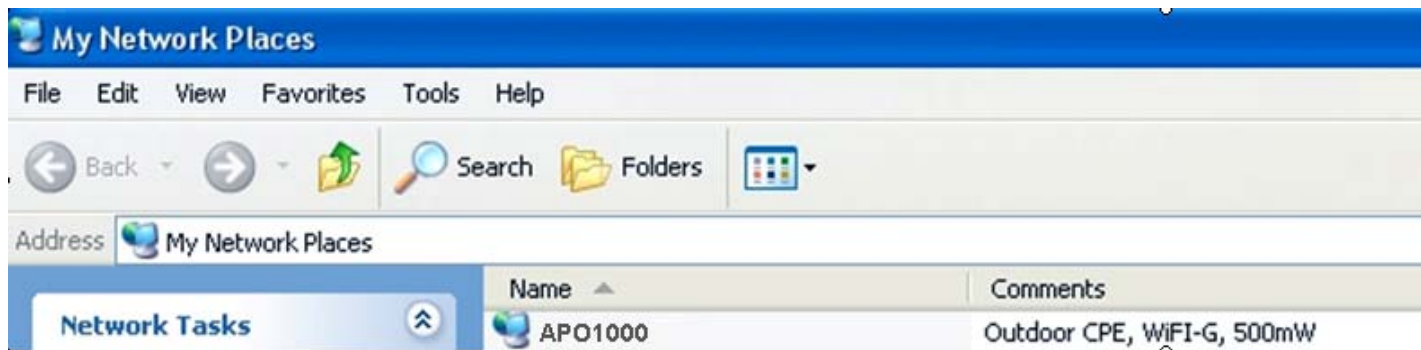 My Network Places
File Edit View Favorites Tools Help
Back Search Folders
Address My Network Places
Name Comments
Network Tasks
APO1000 Outdoor CPE, WiFI-G, 500mW